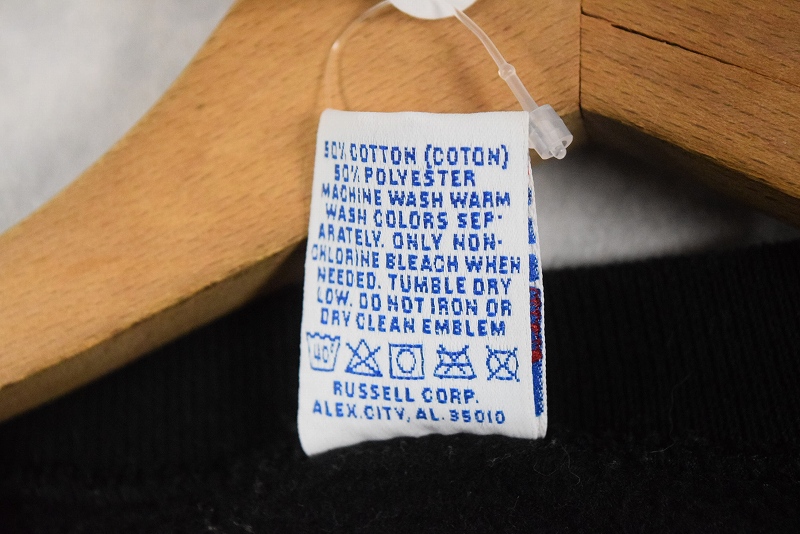 50% COTTON (COTON)
50% POLYESTER
MACHINE WASH WARM
WASH COLORS SEP-
ARATELY. ONLY NON-
CHLORINE BLEACH WHEN
NEEDED. TUMBLE DRY
LOW. DO NOT IRON OR
DRY CLEAN EMBLEM
40°
RUSSELL CORP.
ALEX.CITY, AL. 35010